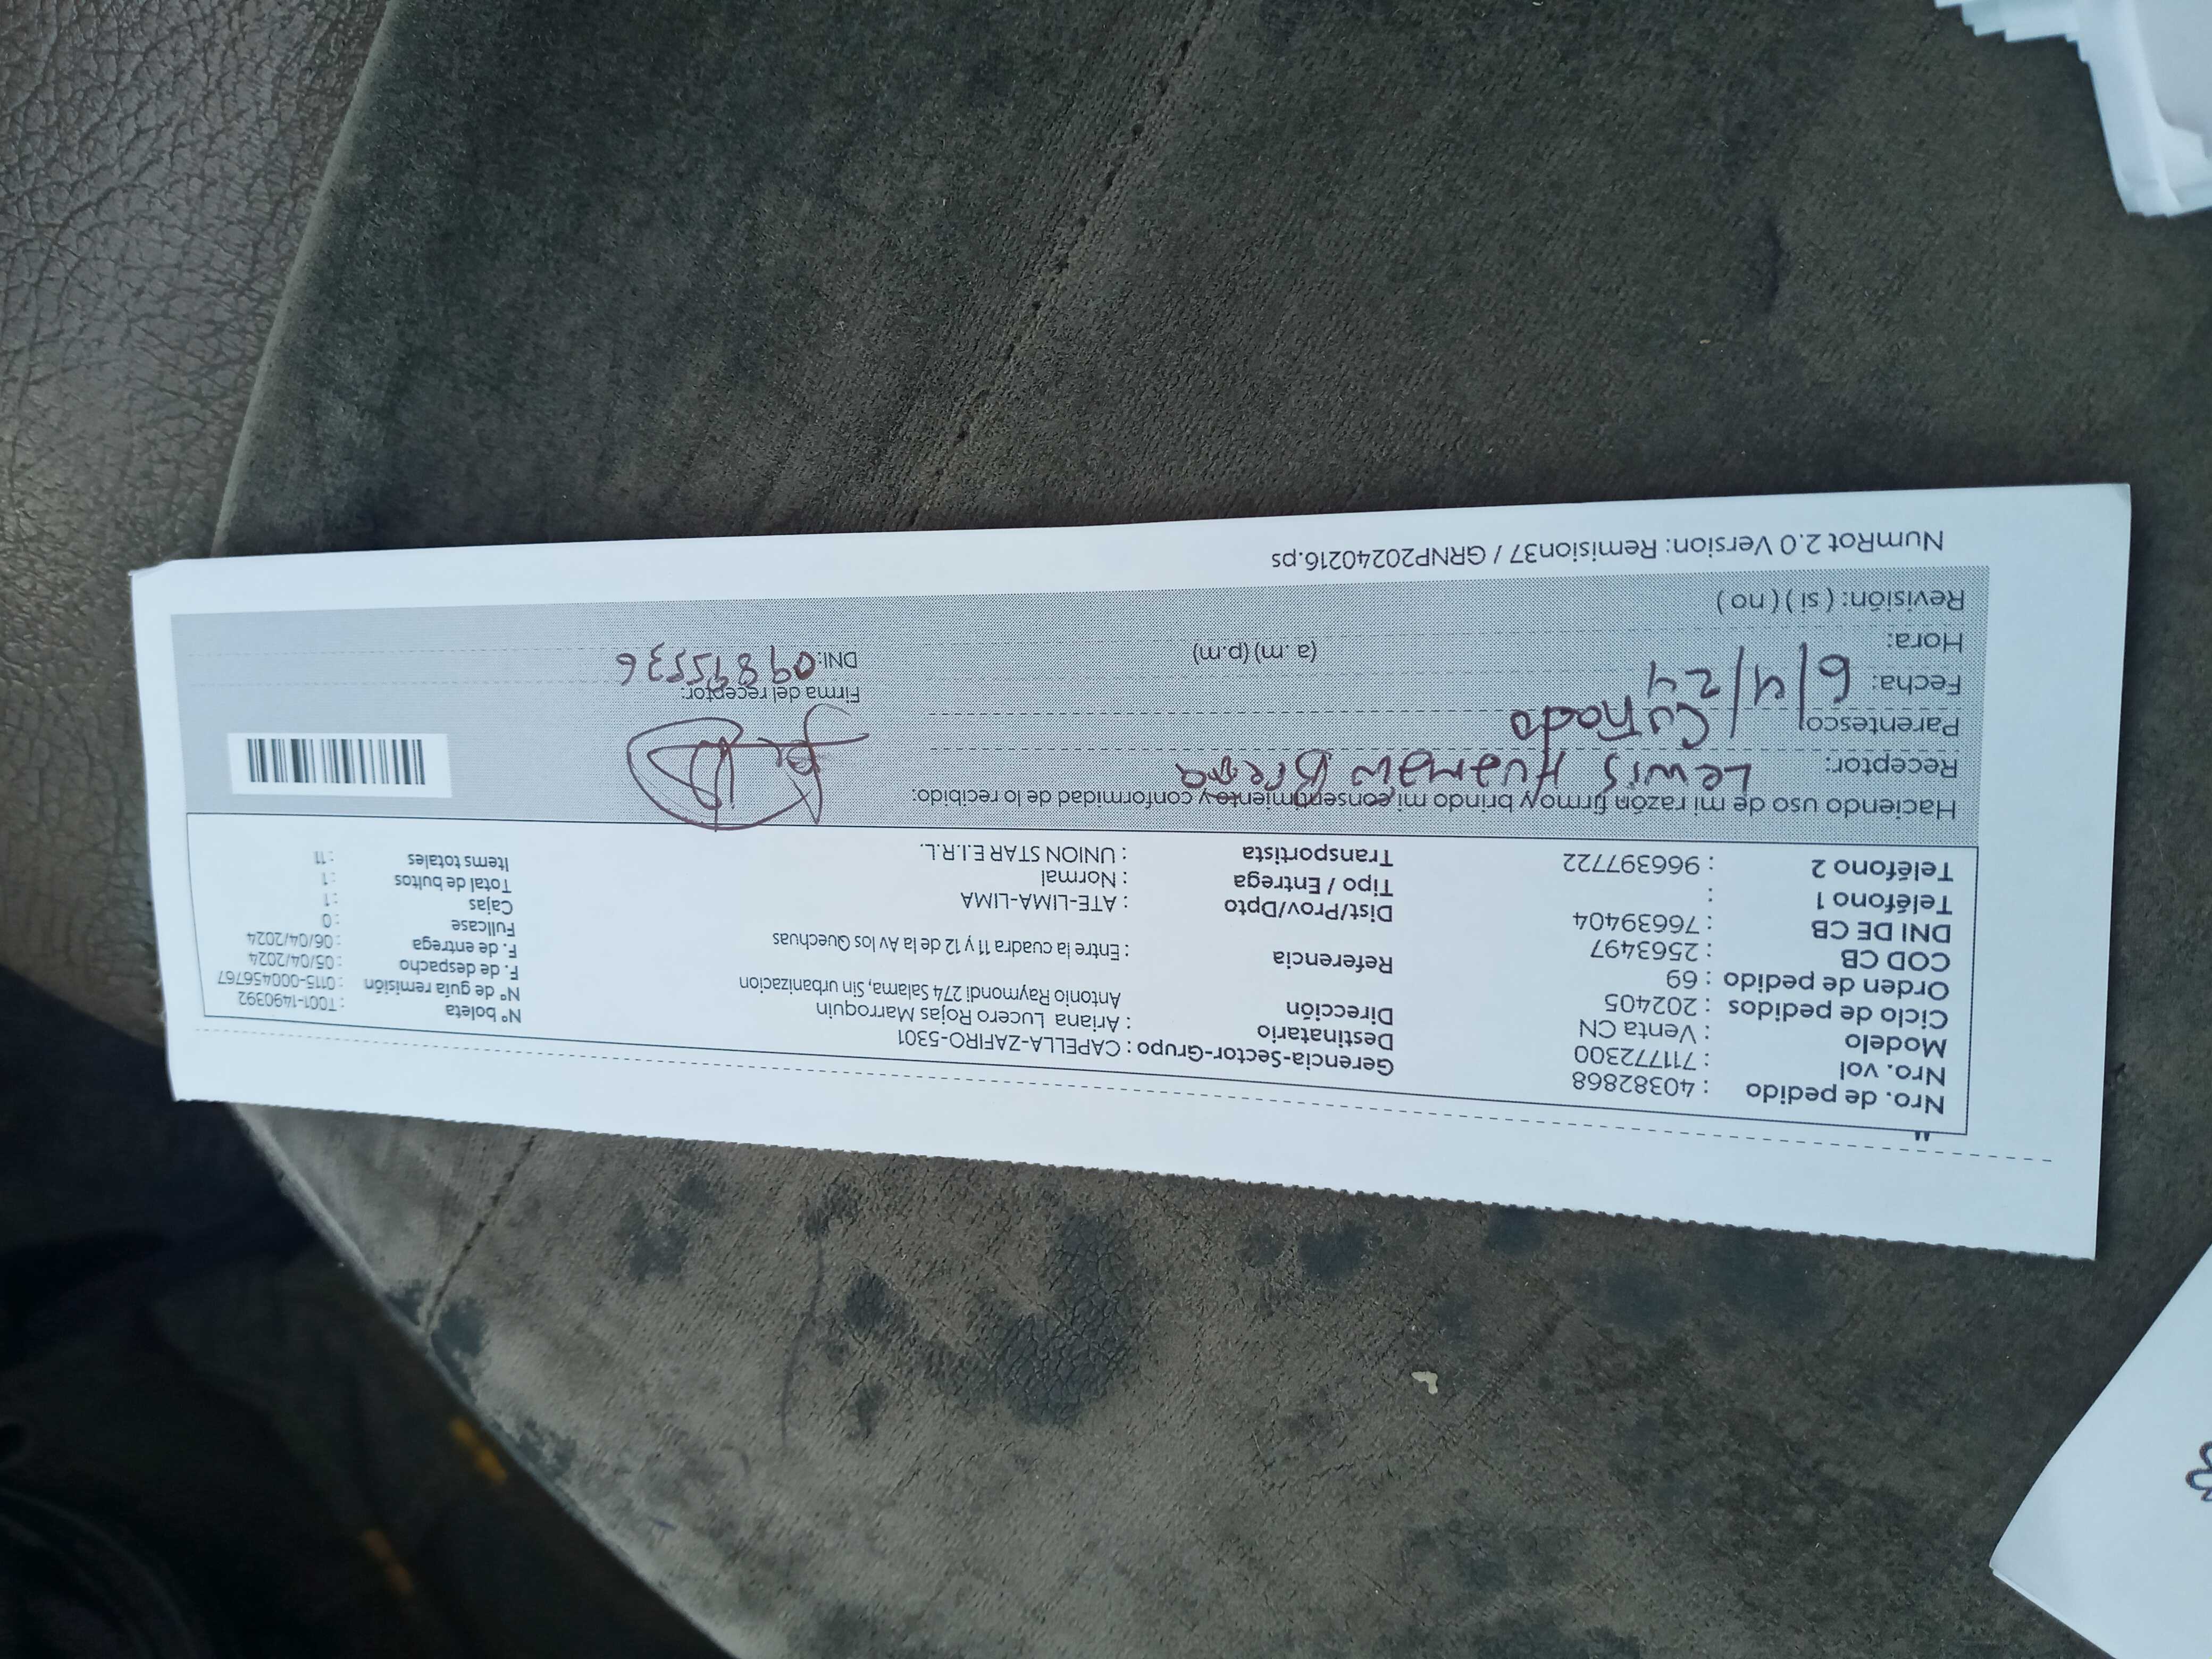 Nro. de pedido : 40382868
Nro. vol : 711772300
Modelo : Venta CN
Ciclo de pedidos : 202405
Orden de pedido : 69
COD CB : 2563497
DNI DE CB : 76639404
Teléfono 1 :
Teléfono 2 : 966397722
Gerencia-Sector-Grupo : CAPELLA-ZAFIRO-5301
Destinatario : Ariana Lucero Rojas Marroquin
Dirección Antonio Raymondi 274 Salama, Sin urbanizacion
Referencia : Entre la cuadra 11 y 12 de la Av los Quechuas
Dist/Prov/Dpto : ATE-LIMA-LIMA
Tipo / Entrega : Normal
Transportista : UNION STAR E.I.R.L.
N° boleta : T001-1490392
N° de guía remisión : 0115-000456767
F. de despacho : 05/04/2024
F. de entrega : 06/04/2024
Fullcase : 0
Cajas : 1
Total de bultos : 1
Items totales : 11
Haciendo uso de mi razón firmo y brindo mi consentimiento y conformidad de lo recibido:
Receptor: Lewis Huamaw Brena
Parentesco Cuñado
Fecha: 6/4/24
Hora: (a. m) (p.m)
Revisión: ( si ) ( no )
Firma del receptor:
DNI: 09895536
NumRot 2.0 Version: Remision37 / GRNP20240216.ps